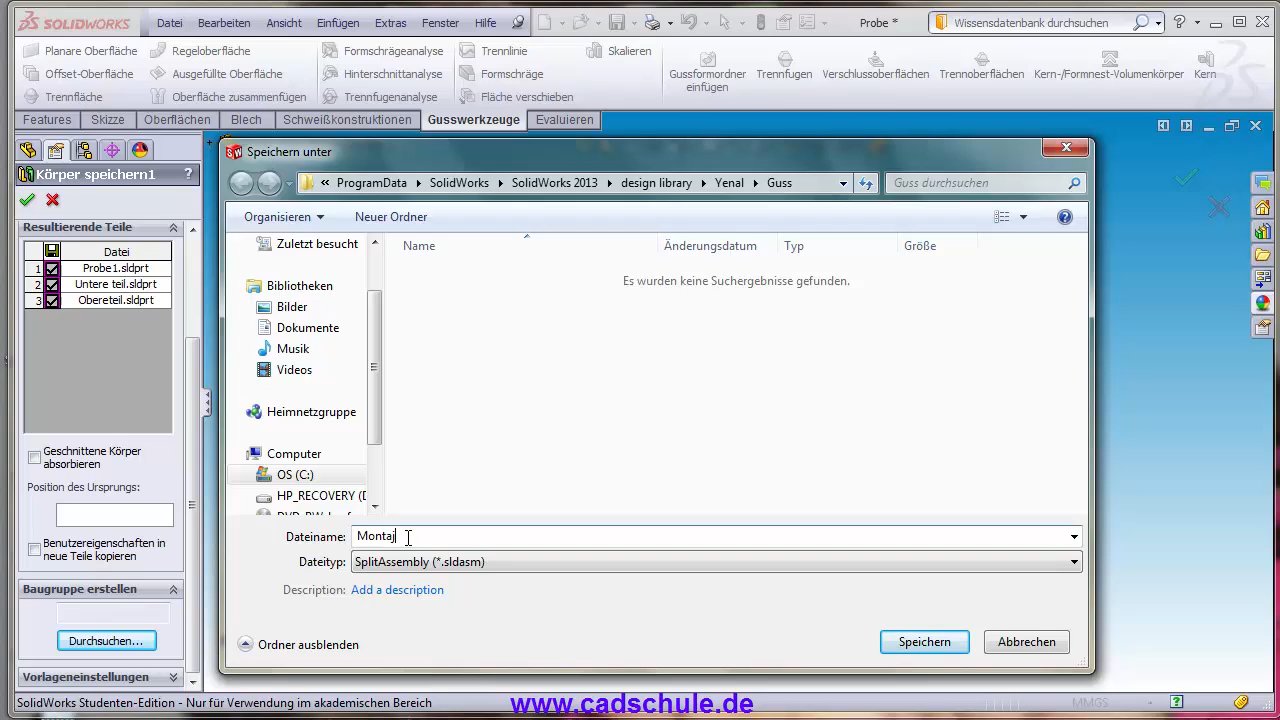 SOLIDWORKS Datei Bearbeiten Ansicht Einfügen Extras Fenster Hilfe Probe * Wissensdatenbank durchsuchen ?
Planare Oberfläche Regeloberfläche Formschrägeanalyse Trennlinie Skalieren
Offset-Oberfläche Ausgefüllte Oberfläche Hinterschnittanalyse Formschräge
Trennfläche Oberfläche zusammenfügen Trennfugenanalyse Fläche verschieben
Gussformordner einfügen Trennfugen Verschlussoberflächen Trennoberflächen Kern-/Formnest-Volumenkörper Kern
Features Skizze Oberflächen Blech Schweißkonstruktionen Gusswerkzeuge Evaluieren
Körper speichern1 ?
Resultierende Teile
Datei
1 Probe1.sldprt
2 Untere teil.sldprt
3 Obereteil.sldprt
Geschnittene Körper
absorbieren
Position des Ursprungs:
Benutzereigenschaften in
neue Teile kopieren
Baugruppe erstellen
Durchsuchen...
Vorlageneinstellungen
Speichern unter
« ProgramData SolidWorks SolidWorks 2013 design library Yenal Guss Guss durchsuchen
Organisieren Neuer Ordner
Zuletzt besucht
Bibliotheken
Bilder
Dokumente
Musik
Videos
Heimnetzgruppe
Computer
OS (C:)
HP_RECOVERY (D
Name Änderungsdatum Typ Größe
Es wurden keine Suchergebnisse gefunden.
Dateiname: Montaj
Dateityp: SplitAssembly (*.sldasm)
Description: Add a description
Ordner ausblenden Speichern Abbrechen
SolidWorks Studenten-Edition - Nur für Verwendung im akademischen Bereich www.cadschule.de MMGS - ?